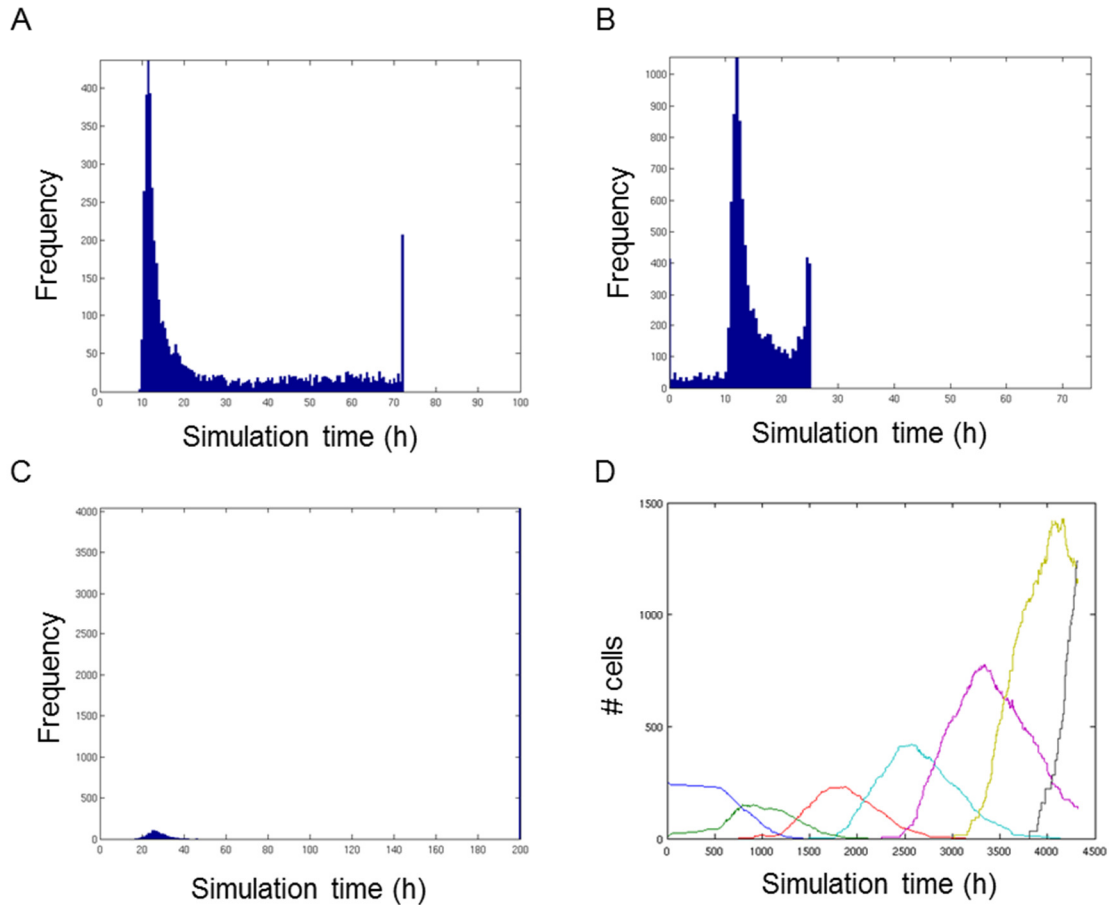 A
Frequency
400
350
300
250
200
150
100
50
0
0 10 20 30 40 50 60 70 80 90 100
Simulation time (h)
B
Frequency
1000
900
800
700
600
500
400
300
200
100
0
0 10 20 30 40 50 60 70
Simulation time (h)
C
Frequency
4000
3500
3000
2500
2000
1500
1000
500
0
0 20 40 60 80 100 120 140 160 180 200
Simulation time (h)
D
# cells
1500
1000
500
0
0 500 1000 1500 2000 2500 3000 3500 4000 4500
Simulation time (h)